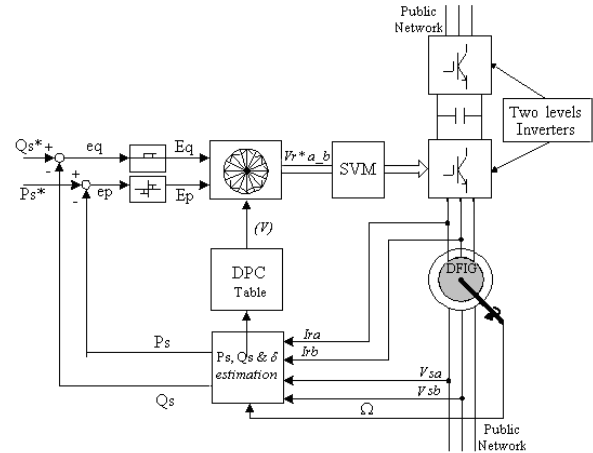 Public
Network
Two levels
Inverters
Qs*
+
-
eq
Eq
Vr*a_b
SVM
Ps*
+
-
ep
Ep
(V)
DPC
Table
DFIG
Ps
Ps, Qs & δ
estimation
Ira
Irb
Vsa
Vsb
Qs
Ω
Public
Network